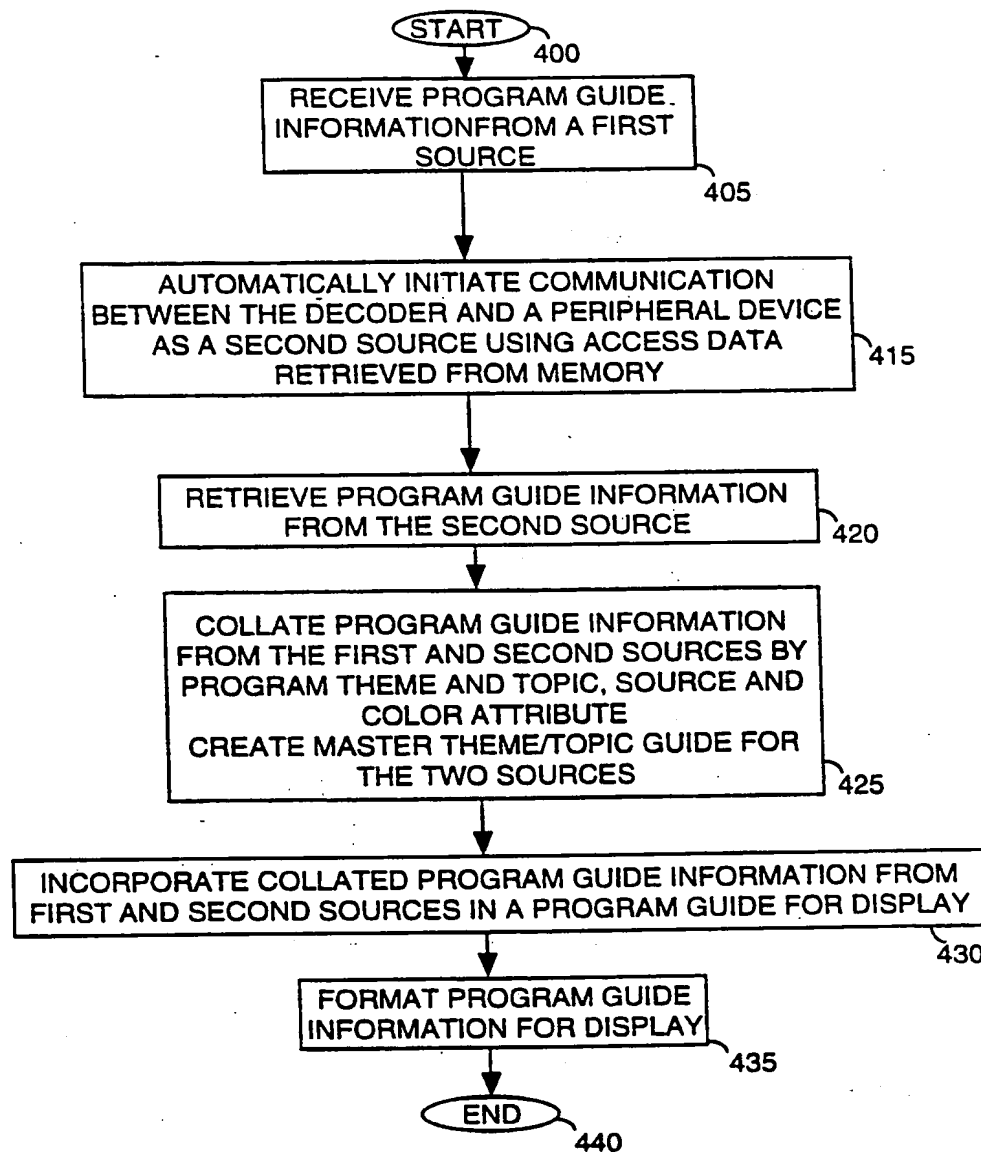 START
400
RECEIVE PROGRAM GUIDE.
INFORMATIONFROM A FIRST
SOURCE
405
AUTOMATICALLY INITIATE COMMUNICATION
BETWEEN THE DECODER AND A PERIPHERAL DEVICE
AS A SECOND SOURCE USING ACCESS DATA
RETRIEVED FROM MEMORY
415
RETRIEVE PROGRAM GUIDE INFORMATION
FROM THE SECOND SOURCE
420
COLLATE PROGRAM GUIDE INFORMATION
FROM THE FIRST AND SECOND SOURCES BY
PROGRAM THEME AND TOPIC, SOURCE AND
COLOR ATTRIBUTE
CREATE MASTER THEME/TOPIC GUIDE FOR
THE TWO SOURCES
425
INCORPORATE COLLATED PROGRAM GUIDE INFORMATION FROM
FIRST AND SECOND SOURCES IN A PROGRAM GUIDE FOR DISPLAY
430
FORMAT PROGRAM GUIDE
INFORMATION FOR DISPLAY
435
END
440